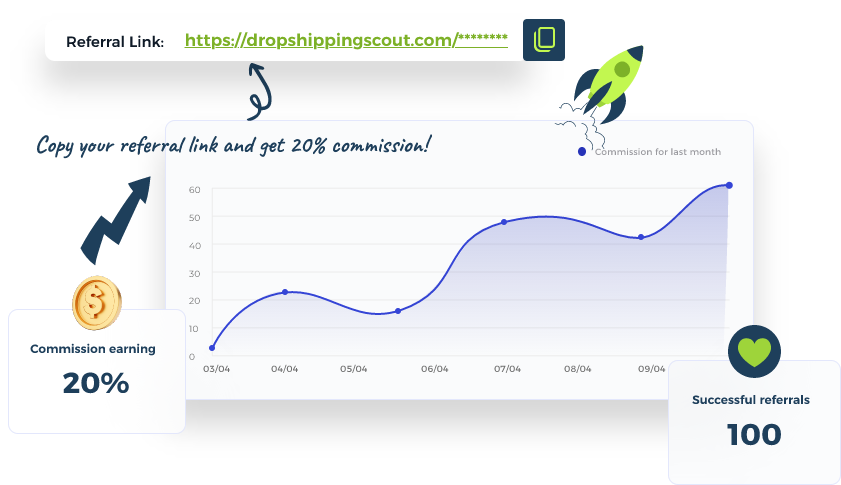 Referral Link: https://dropshippingscout.com/********
Copy your referral link and get 20% commission!
Commission for last month
60
50
40
30
20
10
0
03/04 04/04 05/04 06/04 07/04 08/04 09/04
$
Commission earning
20%
Successful referrals
100